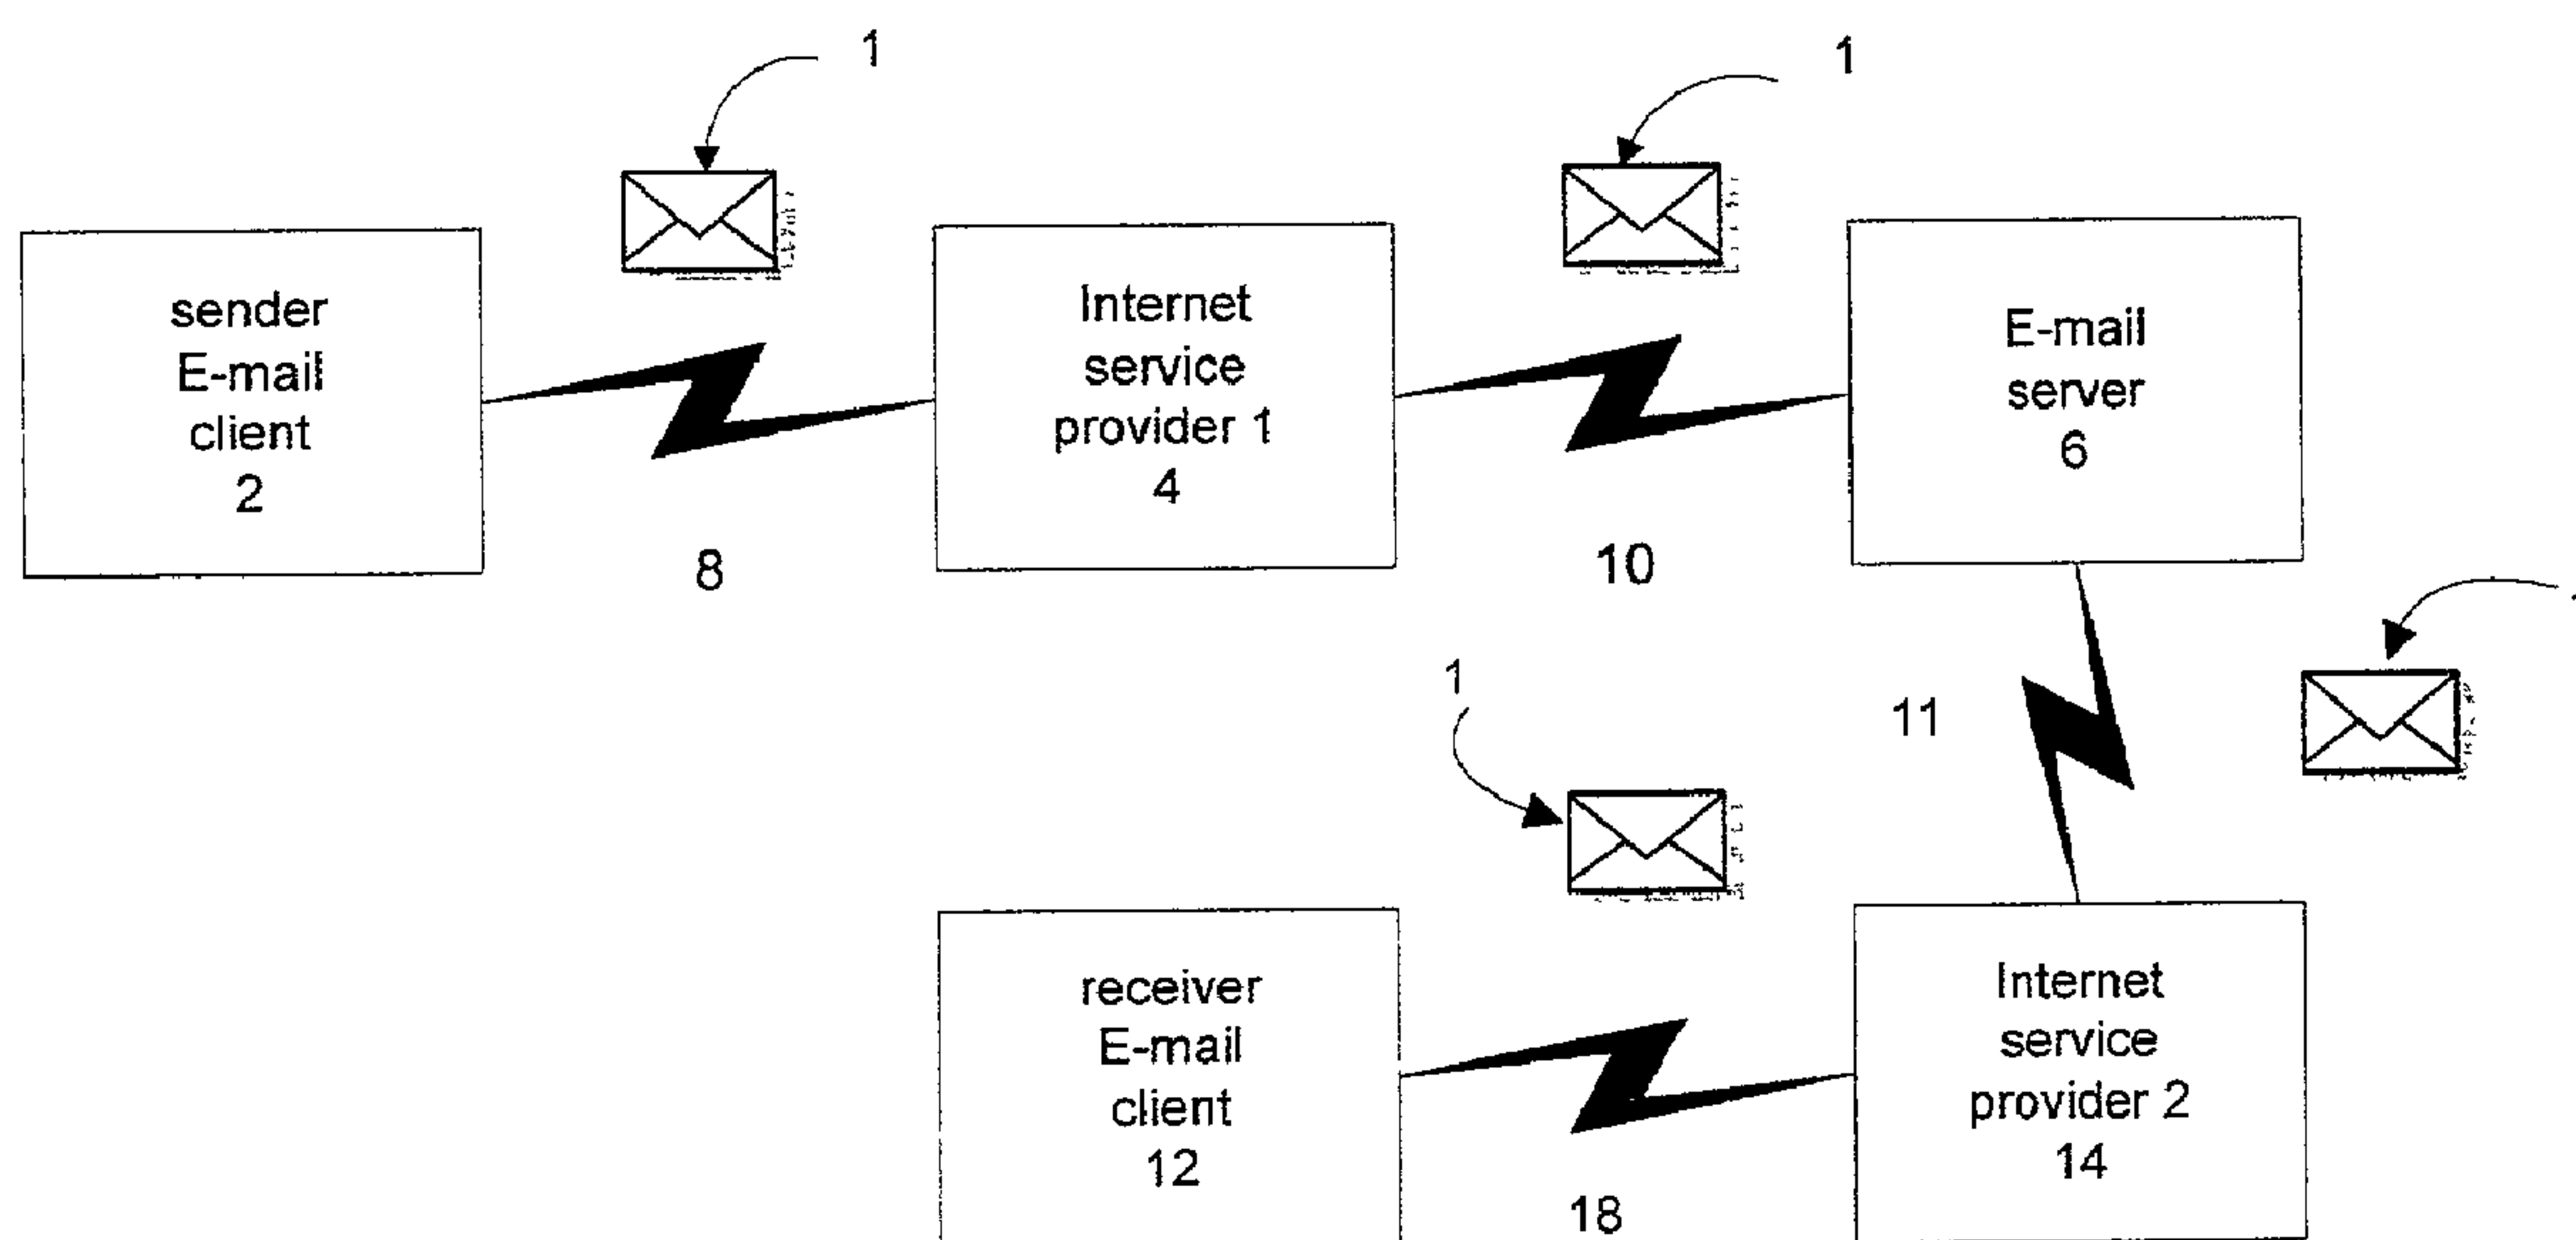 1
1
sender
E-mail
client
2
Internet
service
provider 1
4
E-mail
server
6
8
10
1
11
receiver
E-mail
client
12
Internet
service
provider 2
14
18